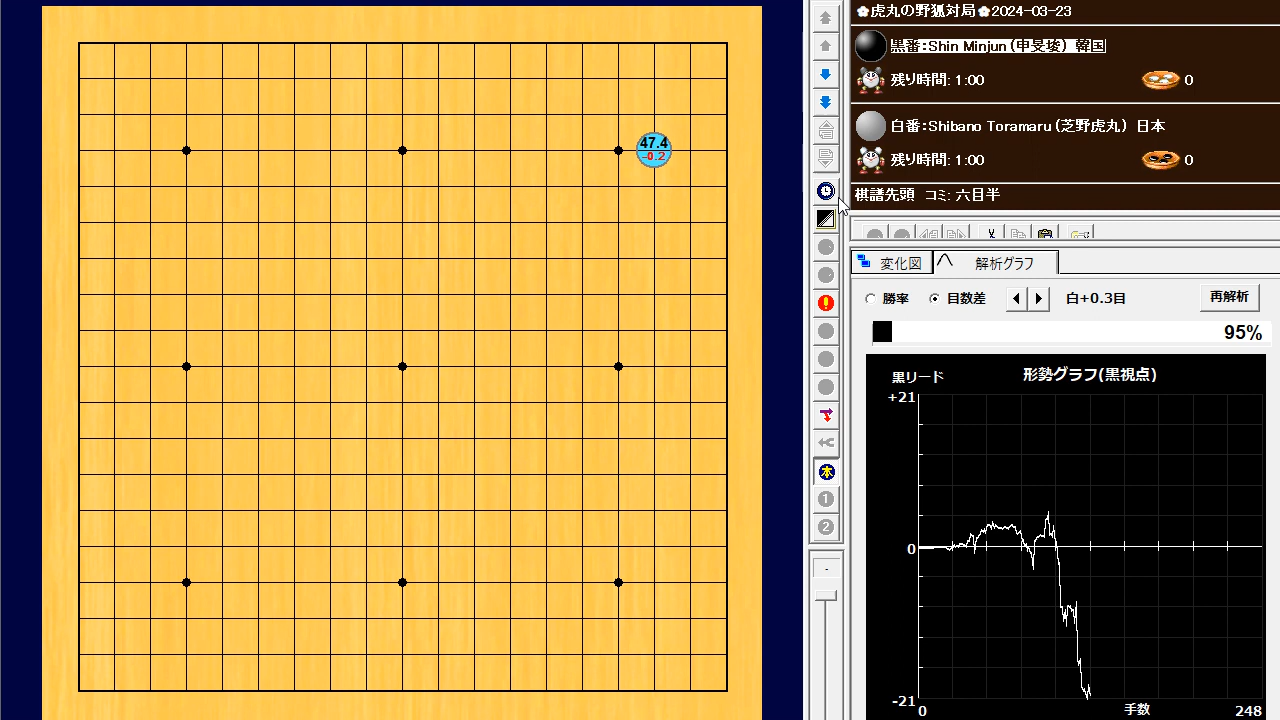 虎丸の野狐対局 2024-03-23
黒番：Shin Minjun（申旻埈）韓国
残り時間：1:00
0
白番：Shibano Toramaru（芝野虎丸）日本
残り時間：1:00
0
棋譜先頭 コミ：六目半
47.4
-0.2
変化図
解析グラフ
勝率
目数差
白+0.3目
再解析
95%
形勢グラフ(黒視点)
黒リード
+21
0
-21
0
手数
248
1
2
-